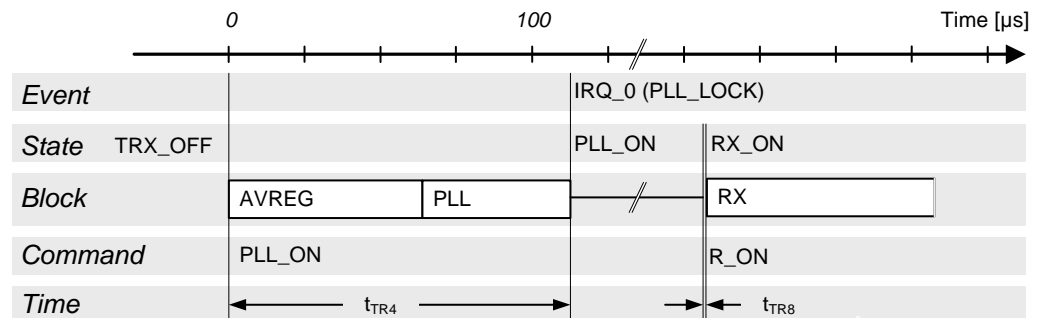 0 100 Time [µs]
Event IRQ_0 (PLL_LOCK)
State TRX_OFF PLL_ON RX_ON
Block AVREG PLL RX
Command PLL_ON R_ON
Time tTR4 tTR8